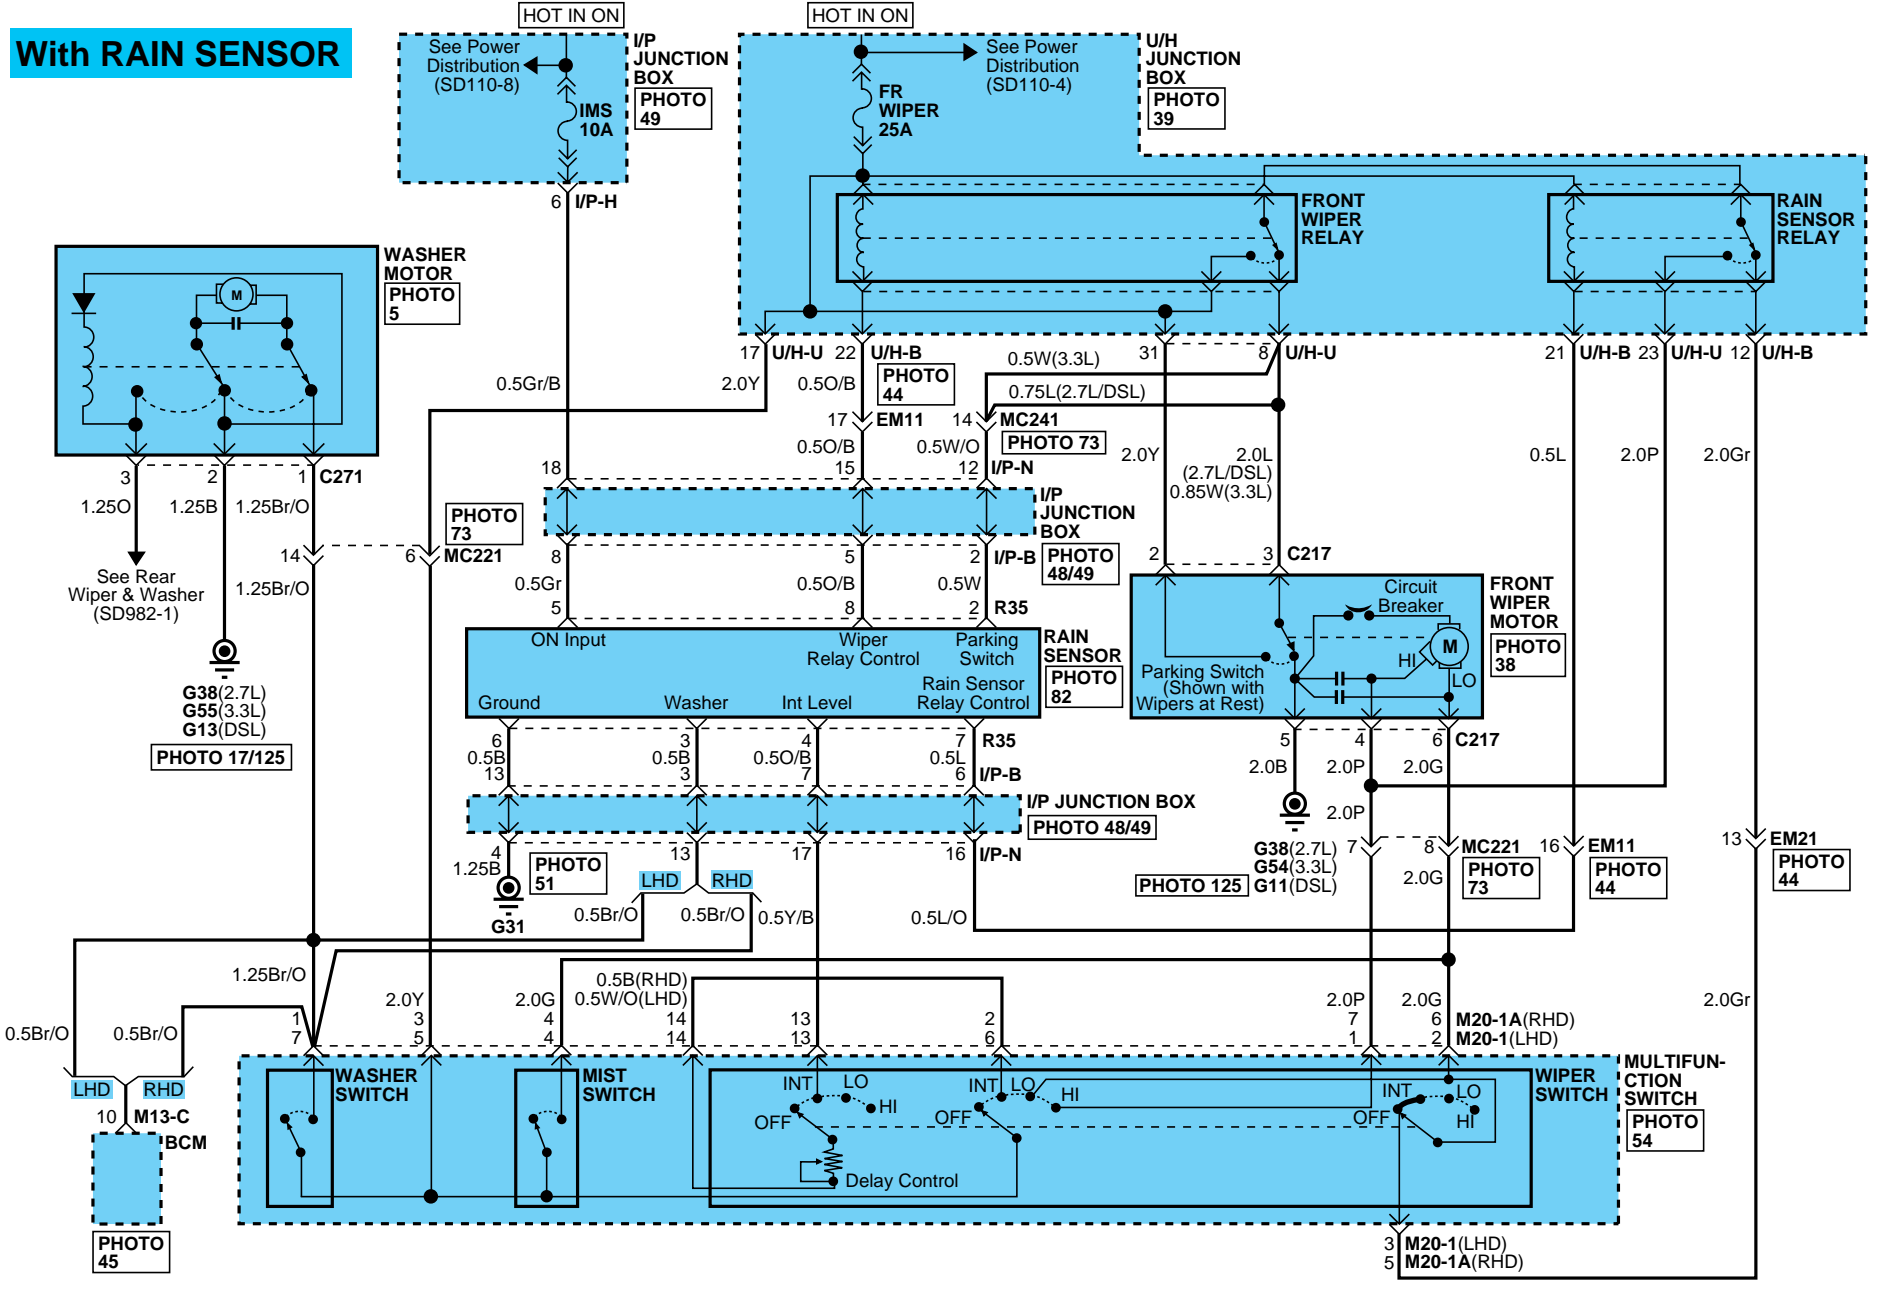 With RAIN SENSOR
HOT IN ON
HOT IN ON
See Power
Distribution
(SD110-8)
IMS
10A
I/P
JUNCTION
BOX
PHOTO
49
6 I/P-H
FR
WIPER
25A
See Power
Distribution
(SD110-4)
U/H
JUNCTION
BOX
PHOTO
39
FRONT
WIPER
RELAY
RAIN
SENSOR
RELAY
WASHER
MOTOR
PHOTO
5
M
17 U/H-U
22 U/H-B
PHOTO
44
31
8 U/H-U
21 U/H-B
23 U/H-U
12 U/H-B
0.5W(3.3L)
0.75L(2.7L/DSL)
0.5Gr/B
2.0Y
0.5O/B
17 EM11
14 MC241
PHOTO 73
0.5O/B
0.5W/O
2.0Y
2.0L
(2.7L/DSL)
0.85W(3.3L)
0.5L
2.0P
2.0Gr
3
2
1 C271
1.25O
1.25B
1.25Br/O
18
15
12 I/P-N
I/P
JUNCTION
BOX
PHOTO
48/49
PHOTO
73
14
6 MC221
8
5
2 I/P-B
See Rear
Wiper & Washer
(SD982-1)
1.25Br/O
0.5Gr
0.5O/B
0.5W
5
8
2 R35
ON Input
Wiper
Relay Control
Parking
Switch
Ground
Washer
Int Level
Rain Sensor
Relay Control
RAIN
SENSOR
PHOTO
82
2
3 C217
Circuit
Breaker
M
HI
LO
Parking Switch
(Shown with
Wipers at Rest)
FRONT
WIPER
MOTOR
PHOTO
38
G38(2.7L)
G55(3.3L)
G13(DSL)
PHOTO 17/125
6
3
4
7 R35
0.5B
0.5B
0.5O/B
0.5L
13
3
7
6 I/P-B
I/P JUNCTION BOX
PHOTO 48/49
5
4
6 C217
2.0B
2.0P
2.0G
2.0P
4
13
17
16 I/P-N
1.25B
PHOTO
51
G31
LHD
RHD
0.5Br/O
0.5Br/O
0.5Y/B
0.5L/O
G38(2.7L)
G54(3.3L)
PHOTO 125
G11(DSL)
7
8 MC221
PHOTO
73
2.0G
16 EM11
PHOTO
44
13 EM21
PHOTO
44
1.25Br/O
2.0Y
2.0G
0.5B(RHD)
0.5W/O(LHD)
2.0P
2.0G
2.0Gr
0.5Br/O
0.5Br/O
1
3
4
14
13
2
7
6 M20-1A(RHD)
7
5
4
14
13
6
1
2 M20-1(LHD)
LHD
RHD
10 M13-C
BCM
PHOTO
45
WASHER
SWITCH
MIST
SWITCH
INT
LO
HI
OFF
INT
LO
HI
OFF
INT
LO
HI
OFF
Delay Control
WIPER
SWITCH
MULTIFUN-
CTION
SWITCH
PHOTO
54
3 M20-1(LHD)
5 M20-1A(RHD)